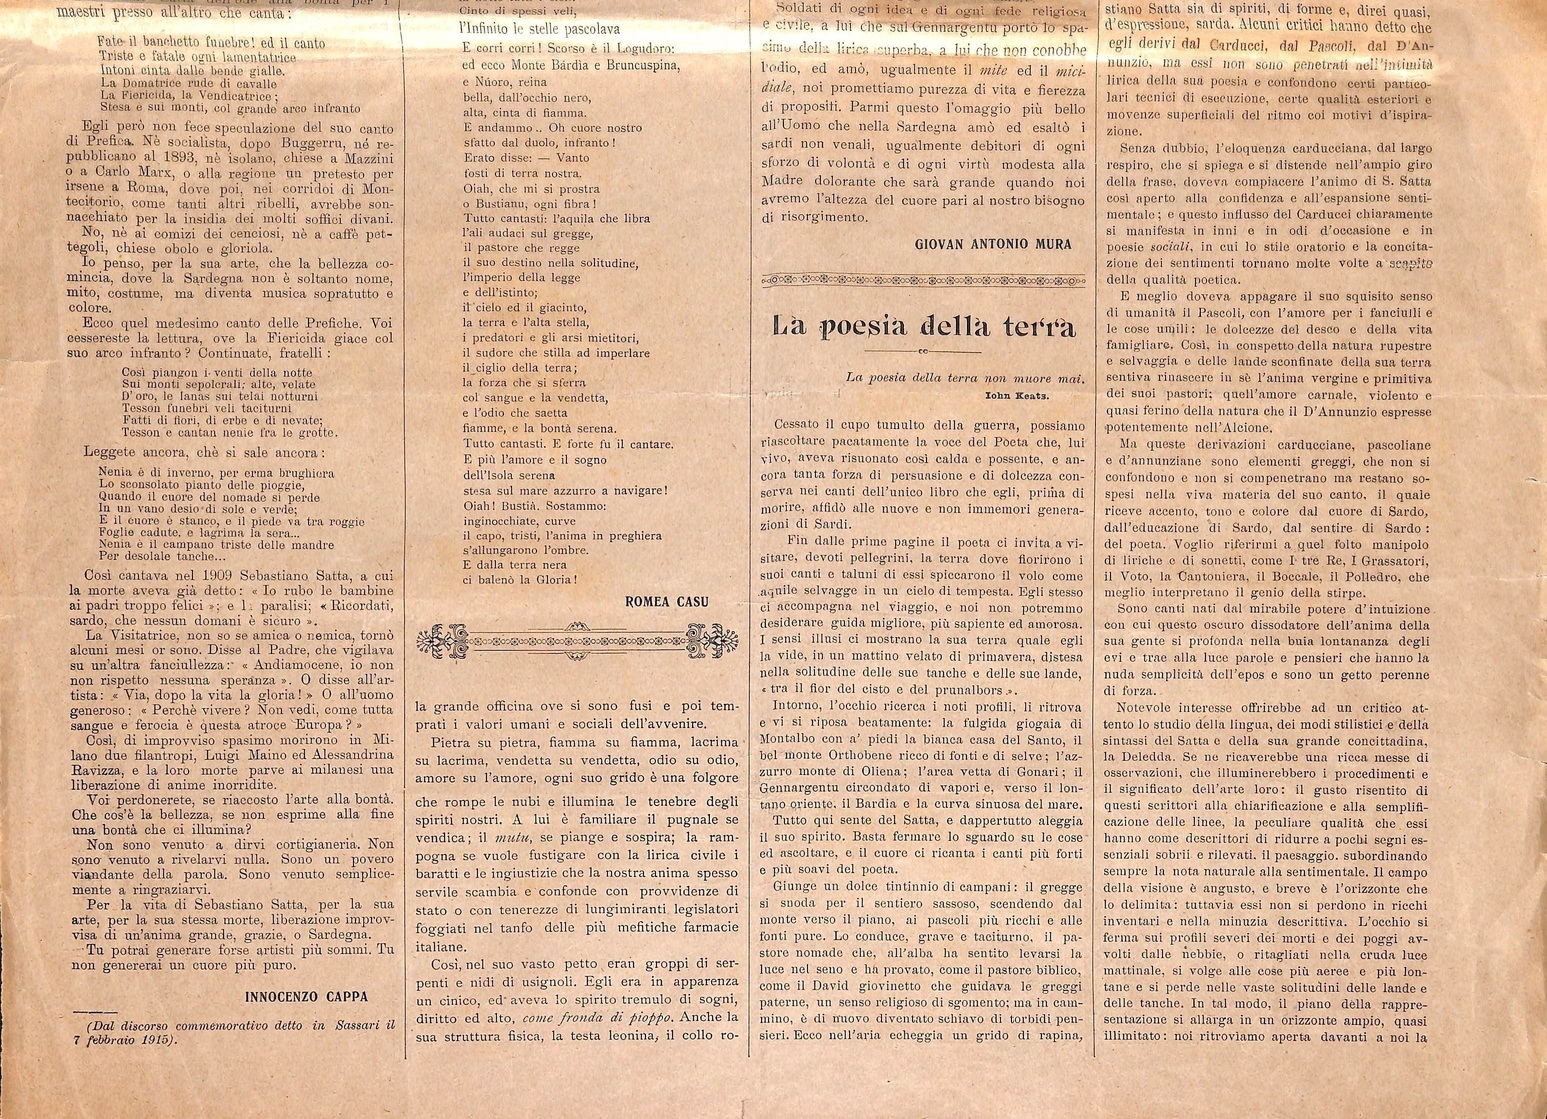 maestri presso all'altro che canta:
Fate il banchetto funebre! ed il canto
Triste e fatale ogni lamentatrice
Intoni cinta dalle bende gialle.
La Domatrice rude di cavalle
La Fiericida, la Vendicatrice;
Stesa è sui monti, col grande arco infranto
Egli però non fece speculazione del suo canto
di Prefica. Nè socialista, dopo Buggerru, né re-
pubblicano al 1893, nè isolano, chiese a Mazzini
o a Carlo Marx, o alla regione un pretesto per
irsene a Roma, dove poi, nei corridoi di Mon-
tecitorio, come tanti altri ribelli, avrebbe son-
nacchiato per la insidia dei molti soffici divani.
No, nè ai comizi dei cenciosi, nè a caffè pet-
tegoli, chiese obolo e gloriola.
Io penso, per la sua arte, che la bellezza co-
mincia, dove la Sardegna non è soltanto nome,
mito, costume, ma diventa musica sopratutto e
colore.
Ecco quel medesimo canto delle Prefiche. Voi
cessereste la lettura, ove la Fiericida giace col
suo arco infranto? Continuate, fratelli:
Così piangon i venti della notte
Sui monti sepolcrali; alte, velate
D'oro, le Ianas sui telai notturni
Tesson funebri veli taciturni
Fatti di fiori, di erbe e di nevate;
Tesson e cantan nenie fra le grotte.
Leggete ancora, chè si sale ancora:
Nenia è di inverno, per erma brughiera
Lo sconsolato pianto delle pioggie,
Quando il cuore del nomade si perde
In un vano desio di sole e verde;
E il cuore è stanco, e il piede va tra roggie
Foglie cadute, e lagrima la sera...
Nenia è il campano triste delle mandre
Per desolale tanche...
Così cantava nel 1909 Sebastiano Satta, a cui
la morte aveva già detto: « Io rubo le bambine
ai padri troppo felici »; e l paralisi; « Ricordati,
sardo, che nessun domani è sicuro ».
La Visitatrice, non so se amica o nemica, tornò
alcuni mesi or sono. Disse al Padre, che vigilava
su un'altra fanciullezza: « Andiamocene, io non
non rispetto nessuna speranza ». O disse all'ar-
tista: « Via, dopo la vita la gloria! » O all'uomo
generoso: « Perchè vivere? Non vedi, come tutta
sangue e ferocia è questa atroce Europa? »
Così, di improvviso spasimo morirono in Mi-
lano due filantropi, Luigi Maino ed Alessandrina
Ravizza, e la loro morte parve ai milanesi una
liberazione di anime inorridite.
Voi perdonerete, se riaccosto l'arte alla bontà.
Che cos'è la bellezza, se non esprime alla fine
una bontà che ci illumina?
Non sono venuto a dirvi cortigianeria. Non
sono venuto a rivelarvi nulla. Sono un povero
viandante della parola. Sono venuto semplice-
mente a ringraziarvi.
Per la vita di Sebastiano Satta, per la sua
arte, per la sua stessa morte, liberazione improv-
visa di un'anima grande, grazie, o Sardegna.
Tu potrai generare forse artisti più sommi. Tu
non genererai un cuore più puro.
INNOCENZO CAPPA
(Dal discorso commemorativo detto in Sassari il
7 febbraio 1915).
Cinto di spessi veli,
l'Infinito le stelle pascolava
E corri corri! Scorso è il Logudoro:
ed ecco Monte Bárdia e Bruncuspina,
e Núoro, reina
bella, dall'occhio nero,
alta, cinta di fiamma.
E andammo .. Oh cuore nostro
sfatto dal duolo, infranto!
Erato disse: — Vanto
fosti di terra nostra.
Oiah, che mi si prostra
o Bustianu, ogni fibra!
Tutto cantasti: l'aquila che libra
l'ali audaci sul gregge,
il pastore che regge
il suo destino nella solitudine,
l'imperio della legge
e dell'istinto;
il cielo ed il giacinto,
la terra e l'alta stella,
i predatori e gli arsi mietitori,
il sudore che stilla ad imperlare
il ciglio della terra;
la forza che si sferra
col sangue e la vendetta,
e l'odio che saetta
fiamme, e la bontà serena.
Tutto cantasti. E forte fu il cantare.
E più l'amore e il sogno
dell'Isola serena
stesa sul mare azzurro a navigare!
Oiah! Bustià. Sostammo:
inginocchiate, curve
il capo, tristi, l'anima in preghiera
s'allungarono l'ombre.
E dalla terra nera
ci balenò la Gloria!
ROMEA CASU
la grande officina ove si sono fusi e poi tem-
prati i valori umani e sociali dell'avvenire.
Pietra su pietra, fiamma su fiamma, lacrima
su lacrima, vendetta su vendetta, odio su odio,
amore su l'amore, ogni suo grido è una folgore
che rompe le nubi e illumina le tenebre degli
spiriti nostri. A lui è familiare il pugnale se
vendica; il mutu, se piange e sospira; la ram-
pogna se vuole fustigare con la lirica civile i
baratti e le ingiustizie che la nostra anima spesso
servile scambia e confonde con provvidenze di
stato o con tenerezze di lungimiranti legislatori
foggiati nel tanfo delle più mefitiche farmacie
italiane.
Così, nel suo vasto petto eran groppi di ser-
penti e nidi di usignoli. Egli era in apparenza
un cinico, ed aveva lo spirito tremulo di sogni,
diritto ed alto, come fronda di pioppo. Anche la
sua struttura fisica, la testa leonina, il collo ro-
Soldati di ogni idea e di ogni fede religiosa
e civile, a lui che sul Gennargentu portò lo spa-
simo della lirica superba, a lui che non conobbe
l'odio, ed amò, ugualmente il mite ed il mici-
diale, noi promettiamo purezza di vita e fierezza
di propositi. Parmi questo l'omaggio più bello
all'Uomo che nella Sardegna amò ed esaltò i
sardi non venali, ugualmente debitori di ogni
sforzo di volontà e di ogni virtù modesta alla
Madre dolorante che sarà grande quando noi
avremo l'altezza del cuore pari al nostro bisogno
di risorgimento.
GIOVAN ANTONIO MURA
La poesia della terra
La poesia della terra non muore mai.
Iohn Keats.
Cessato il cupo tumulto della guerra, possiamo
riascoltare pacatamente la voce del Poeta che, lui
vivo, aveva risuonato così calda e possente, e an-
cora tanta forza di persuasione e di dolcezza con-
serva nei canti dell'unico libro che egli, prima di
morire, affidò alle nuove e non immemori genera-
zioni di Sardi.
Fin dalle prime pagine il poeta ci invita a vi-
sitare, devoti pellegrini, la terra dove fiorirono i
suoi canti e taluni di essi spiccarono il volo come
aquile selvagge in un cielo di tempesta. Egli stesso
ci accompagna nel viaggio, e noi non potremmo
desiderare guida migliore, più sapiente ed amorosa.
I sensi illusi ci mostrano la sua terra quale egli
la vide, in un mattino velato di primavera, distesa
nella solitudine delle sue tanche e delle sue lande,
« tra il fior del cisto e del prunalbors ».
Intorno, l'occhio ricerca i noti profili, li ritrova
e vi si riposa beatamente: la fulgida giogaia di
Montalbo con a' piedi la bianca casa del Santo, il
bel monte Orthobene ricco di fonti e di selve; l'az-
zurro monte di Oliena; l'area vetta di Gonari; il
Gennargentu circondato di vapori e, verso il lon-
tano oriente, il Bardia e la curva sinuosa del mare.
Tutto qui sente del Satta, e dappertutto aleggia
il suo spirito. Basta fermare lo sguardo su le cose
ed ascoltare, e il cuore ci ricanta i canti più forti
e più soavi del poeta.
Giunge un dolce tintinnio di campani: il gregge
si snoda per il sentiero sassoso, scendendo dal
monte verso il piano, ai pascoli più ricchi e alle
fonti pure. Lo conduce, grave e taciturno, il pa-
store nomade che, all'alba ha sentito levarsi la
luce nel seno e ha provato, come il pastore biblico,
come il David giovinetto che guidava le greggi
paterne, un senso religioso di sgomento; ma in cam-
mino, è di nuovo diventato schiavo di torbidi pen-
sieri. Ecco nell'aria echeggia un grido di rapina,
stiano Satta sia di spiriti, di forme e, direi quasi,
d'espressione, sarda. Alcuni critici hanno detto che
egli derivi dal Carducci, dal Pascoli, dal D'An-
nunzio, ma essi non sono penetrati nell'intimità
lirica della sua poesia e confondono certi partico-
lari tecnici di esecuzione, certe qualità esteriori e
movenze superficiali del ritmo coi motivi d'ispira-
zione.
Senza dubbio, l'eloquenza carducciana, dal largo
respiro, che si spiega e si distende nell'ampio giro
della frase, doveva compiacere l'animo di S. Satta
così aperto alla confidenza e all'espansione senti-
mentale; e questo influsso del Carducci chiaramente
si manifesta in inni e in odi d'occasione e in
poesie sociali, in cui lo stile oratorio e la concita-
zione dei sentimenti tornano molte volte a scapito
della qualità poetica.
E meglio doveva appagare il suo squisito senso
di umanità il Pascoli, con l'amore per i fanciulli e
le cose umili: le dolcezze del desco e della vita
famigliare. Così, in conspetto della natura rupestre
e selvaggia e delle lande sconfinate della sua terra
sentiva rinascere in sè l'anima vergine e primitiva
dei suoi pastori; quell'amore carnale, violento e
quasi ferino della natura che il D'Annunzio espresse
potentemente nell'Alcione.
Ma queste derivazioni carducciane, pascoliane
e d'annunziane sono elementi greggi, che non si
confondono e non si compenetrano ma restano so-
spesi nella viva materia del suo canto, il quale
riceve accento, tono e colore dal cuore di Sardo,
dall'educazione di Sardo, dal sentire di Sardo:
del poeta. Voglio riferirmi a quel folto manipolo
di liriche e di sonetti, come I tre Re, I Grassatori,
il Voto, la Cantoniera, il Boccale, il Polledro, che
meglio interpretano il genio della stirpe.
Sono canti nati dal mirabile potere d'intuizione
con cui questo oscuro dissodatore dell'anima della
sua gente si profonda nella buia lontananza degli
evi e trae alla luce parole e pensieri che hanno la
nuda semplicità dell'epos e sono un getto perenne
di forza.
Notevole interesse offrirebbe ad un critico at-
tento lo studio della lingua, dei modi stilistici e della
sintassi del Satta e della sua grande concittadina,
la Deledda. Se ne ricaverebbe una ricca messe di
osservazioni, che illuminerebbero i procedimenti e
il significato dell'arte loro: il gusto risentito di
questi scrittori alla chiarificazione e alla semplifi-
cazione delle linee, la peculiare qualità che essi
hanno come descrittori di ridurre a pochi segni es-
senziali sobrii e rilevati. il paesaggio. subordinando
sempre la nota naturale alla sentimentale. Il campo
della visione è angusto, e breve è l'orizzonte che
lo delimita: tuttavia essi non si perdono in ricchi
inventari e nella minuzia descrittiva. L'occhio si
ferma sui profili severi dei morti e dei poggi av-
volti dalle nebbie, o ritagliati nella cruda luce
mattinale, si volge alle cose più aeree e più lon-
tane e si perde nelle vaste solitudini delle lande e
delle tanche. In tal modo, il piano della rappre-
sentazione si allarga in un orizzonte ampio, quasi
illimitato: noi ritroviamo aperta davanti a noi la